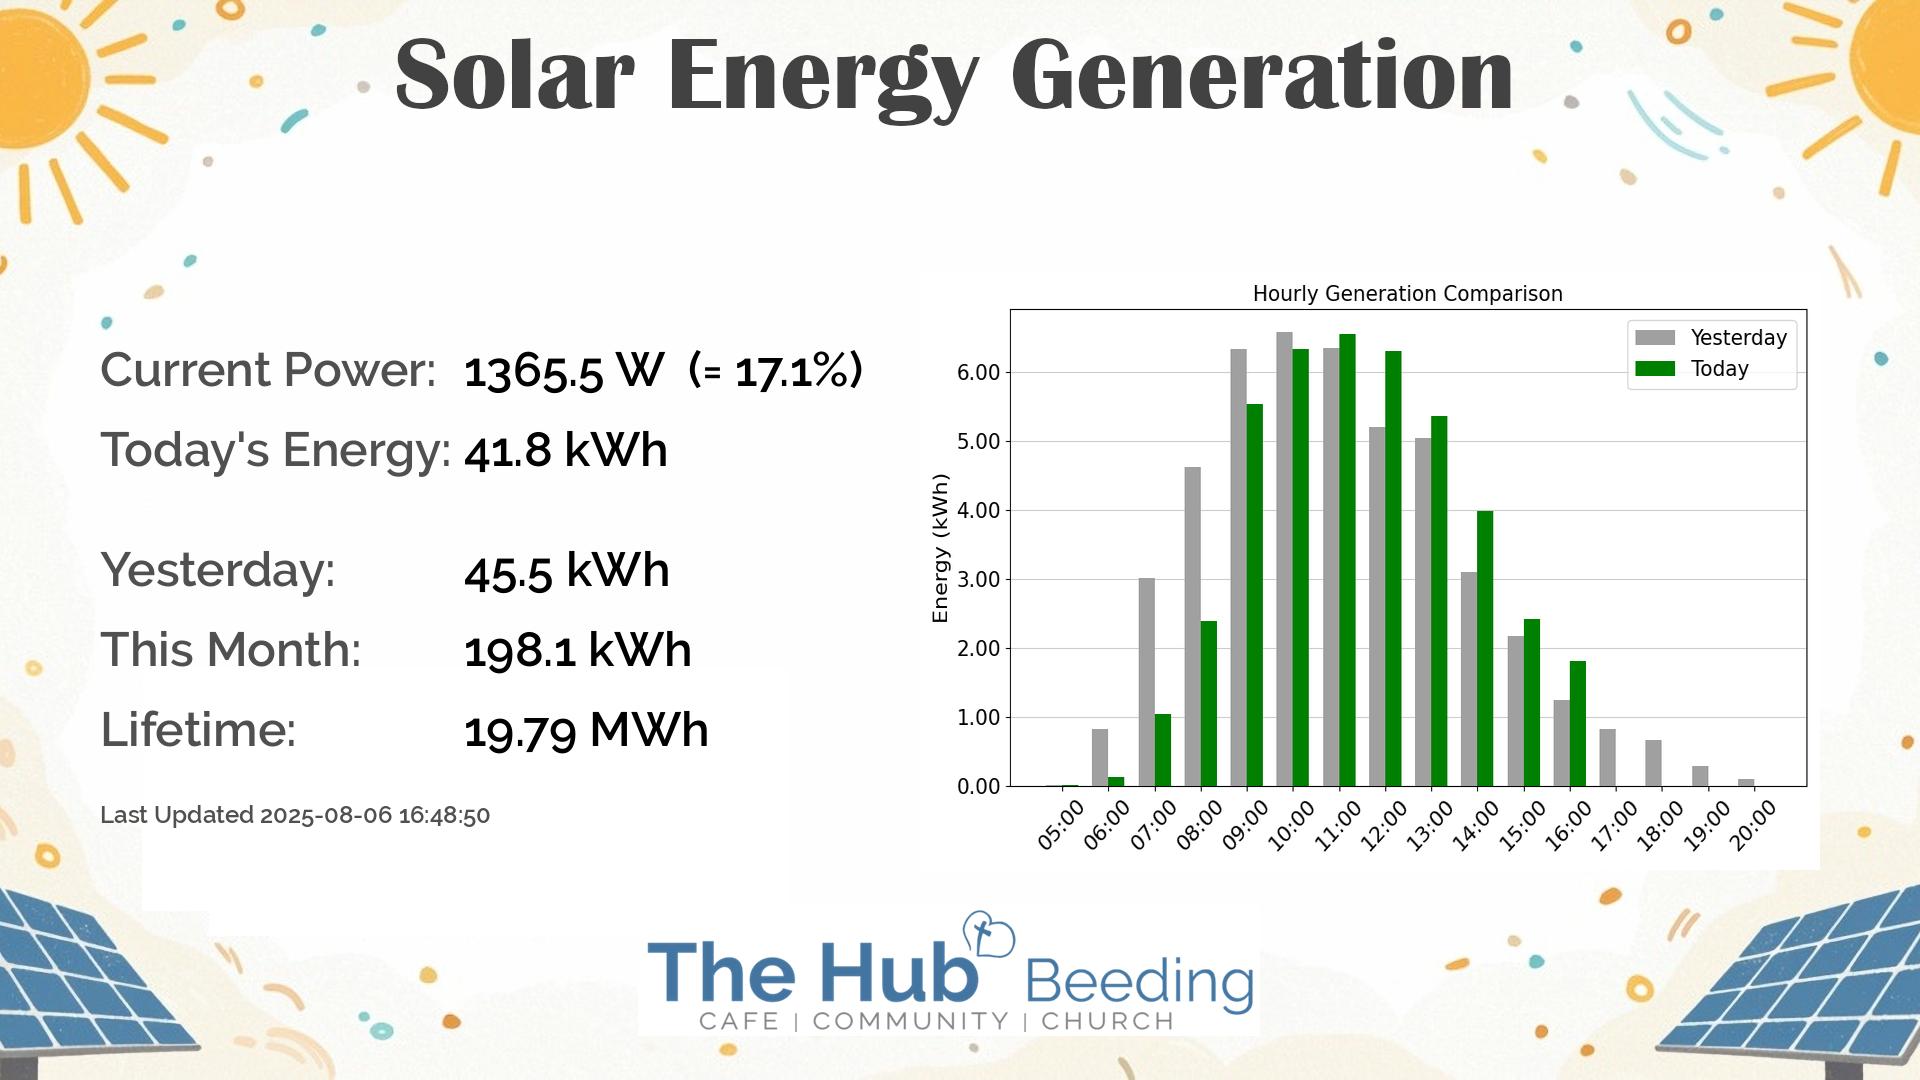 Solar Energy Generation
Current Power: 1365.5 W (= 17.1%)
Today's Energy: 41.8 kWh
Yesterday: 45.5 kWh
This Month: 198.1 kWh
Lifetime: 19.79 MWh
Last Updated 2025-08-06 16:48:50
Hourly Generation Comparison
Yesterday
Today
Energy (kWh)
6.00
5.00
4.00
3.00
2.00
1.00
0.00
05:00 06:00 07:00 08:00 09:00 10:00 11:00 12:00 13:00 14:00 15:00 16:00 17:00 18:00 19:00 20:00
The Hub Beeding
CAFE | COMMUNITY | CHURCH